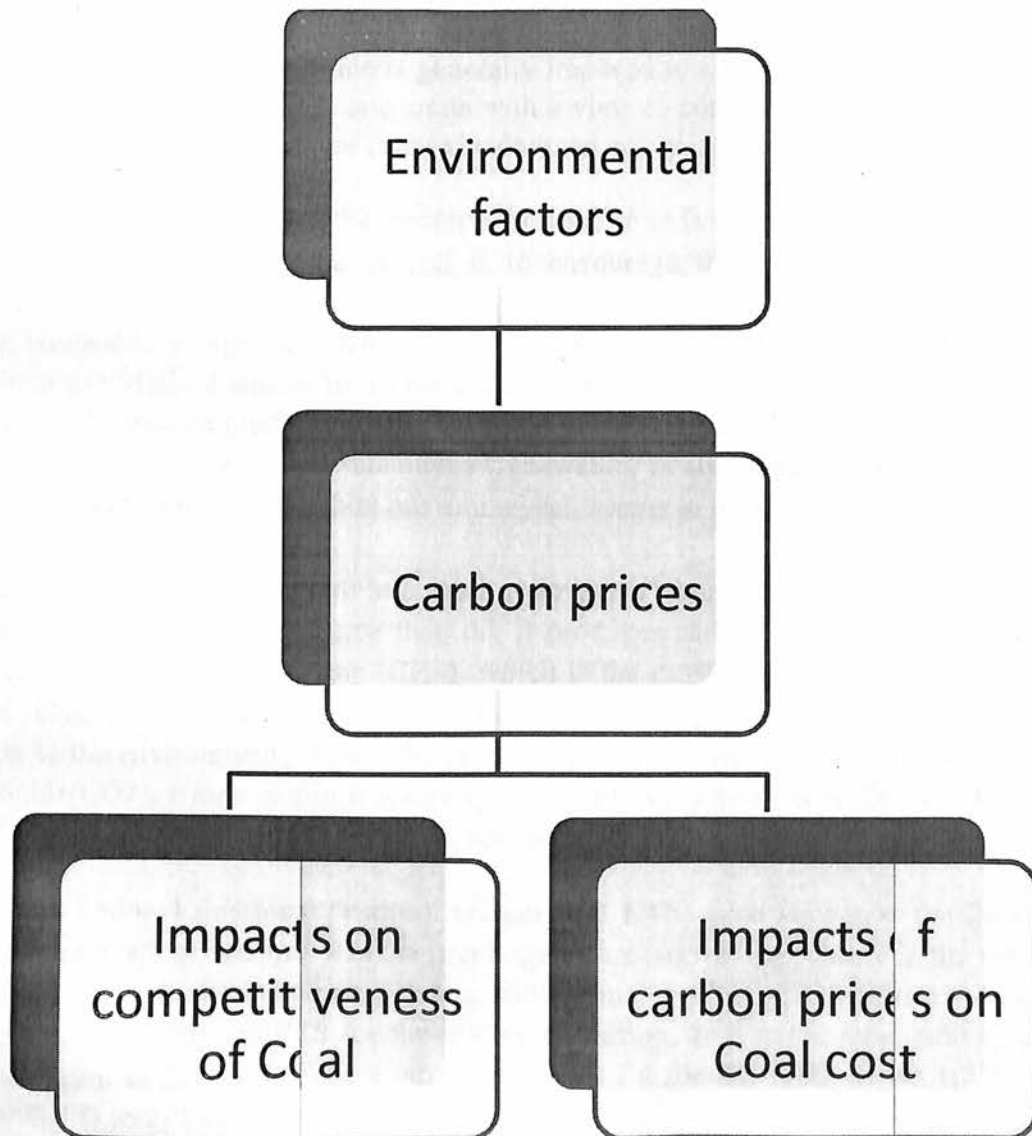 Environmental
factors
Carbon prices
Impacts on
competitiveness
of Coal
Impacts of
carbon prices on
Coal cost